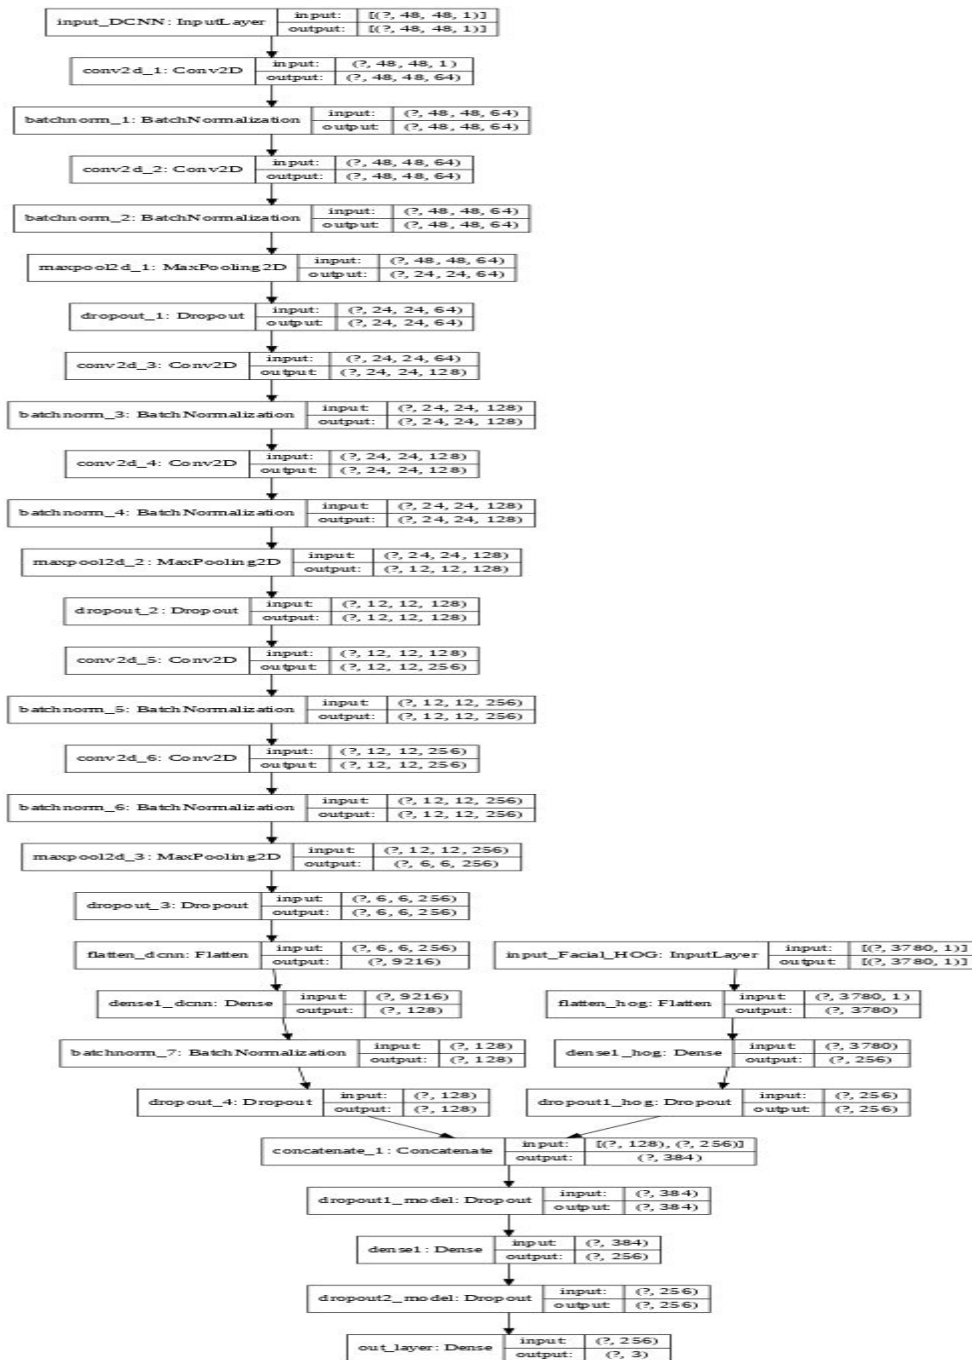 input_DCNN: InputLayer input: [(?, 48, 48, 1)]
output: [(?, 48, 48, 1)]
conv2d_1: Conv2D input: (?, 48, 48, 1)
output: (?, 48, 48, 64)
batchnorm_1: BatchNormalization input: (?, 48, 48, 64)
output: (?, 48, 48, 64)
conv2d_2: Conv2D input: (?, 48, 48, 64)
output: (?, 48, 48, 64)
batchnorm_2: BatchNormalization input: (?, 48, 48, 64)
output: (?, 48, 48, 64)
maxpool2d_1: MaxPooling2D input: (?, 48, 48, 64)
output: (?, 24, 24, 64)
dropout_1: Dropout input: (?, 24, 24, 64)
output: (?, 24, 24, 64)
conv2d_3: Conv2D input: (?, 24, 24, 64)
output: (?, 24, 24, 128)
batchnorm_3: BatchNormalization input: (?, 24, 24, 128)
output: (?, 24, 24, 128)
conv2d_4: Conv2D input: (?, 24, 24, 128)
output: (?, 24, 24, 128)
batchnorm_4: BatchNormalization input: (?, 24, 24, 128)
output: (?, 24, 24, 128)
maxpool2d_2: MaxPooling2D input: (?, 24, 24, 128)
output: (?, 12, 12, 128)
dropout_2: Dropout input: (?, 12, 12, 128)
output: (?, 12, 12, 128)
conv2d_5: Conv2D input: (?, 12, 12, 128)
output: (?, 12, 12, 256)
batchnorm_5: BatchNormalization input: (?, 12, 12, 256)
output: (?, 12, 12, 256)
conv2d_6: Conv2D input: (?, 12, 12, 256)
output: (?, 12, 12, 256)
batchnorm_6: BatchNormalization input: (?, 12, 12, 256)
output: (?, 12, 12, 256)
maxpool2d_3: MaxPooling2D input: (?, 12, 12, 256)
output: (?, 6, 6, 256)
dropout_3: Dropout input: (?, 6, 6, 256)
output: (?, 6, 6, 256)
flatten_dcnn: Flatten input: (?, 6, 6, 256)
output: (?, 9216)
input_Facial_HOG: InputLayer input: [(?, 3780, 1)]
output: [(?, 3780, 1)]
dense1_dcnn: Dense input: (?, 9216)
output: (?, 128)
flatten_hog: Flatten input: (?, 3780, 1)
output: (?, 3780)
batchnorm_7: BatchNormalization input: (?, 128)
output: (?, 128)
dense1_hog: Dense input: (?, 3780)
output: (?, 256)
dropout_4: Dropout input: (?, 128)
output: (?, 128)
dropout1_hog: Dropout input: (?, 256)
output: (?, 256)
concatenate_1: Concatenate input: [(?, 128), (?, 256)]
output: (?, 384)
dropout1_model: Dropout input: (?, 384)
output: (?, 384)
dense1: Dense input: (?, 384)
output: (?, 256)
dropout2_model: Dropout input: (?, 256)
output: (?, 256)
out_layer: Dense input: (?, 256)
output: (?, 3)